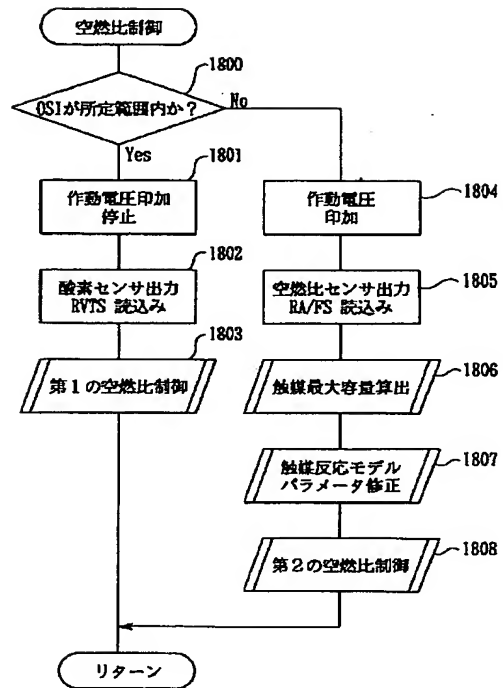 空燃比制御
1800
OSIが所定範囲内か？
No
Yes
1801
作動電圧印加
停止
1802
酸素センサ出力
RVTS 読込み
1803
第1の空燃比制御
1804
作動電圧
印加
1805
空燃比センサ出力
RA/FS 読込み
1806
触媒最大容量算出
1807
触媒反応モデル
パラメータ修正
1808
第2の空燃比制御
リターン